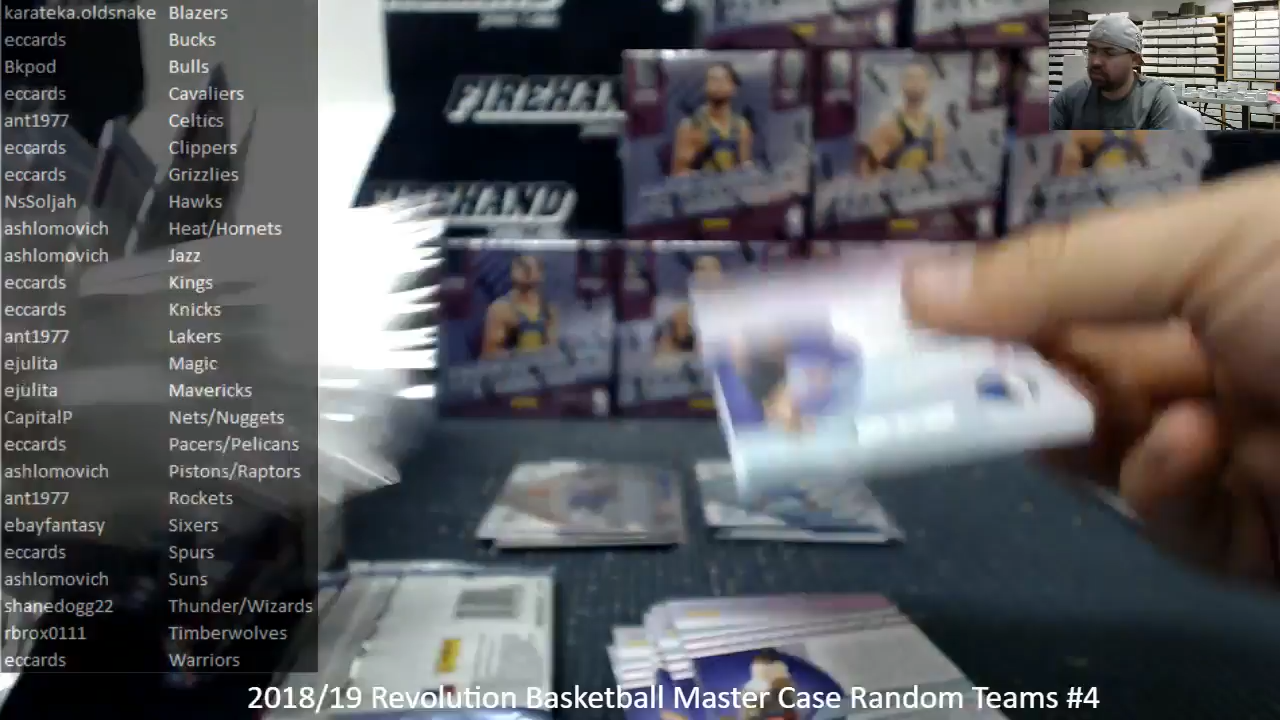 karateka.oldsnake Blazers
eccards Bucks
Bkpod Bulls
eccards Cavaliers
ant1977 Celtics
eccards Clippers
eccards Grizzlies
NsSoljah Hawks
ashlomovich Heat/Hornets
ashlomovich Jazz
eccards Kings
eccards Knicks
ant1977 Lakers
ejulita Magic
ejulita Mavericks
CapitalP Nets/Nuggets
eccards Pacers/Pelicans
ashlomovich Pistons/Raptors
ant1977 Rockets
ebayfantasy Sixers
eccards Spurs
ashlomovich Suns
shanedogg22 Thunder/Wizards
rbrox0111 Timberwolves
eccards Warriors
FIREHAND
2018/19 Revolution Basketball Master Case Random Teams #4